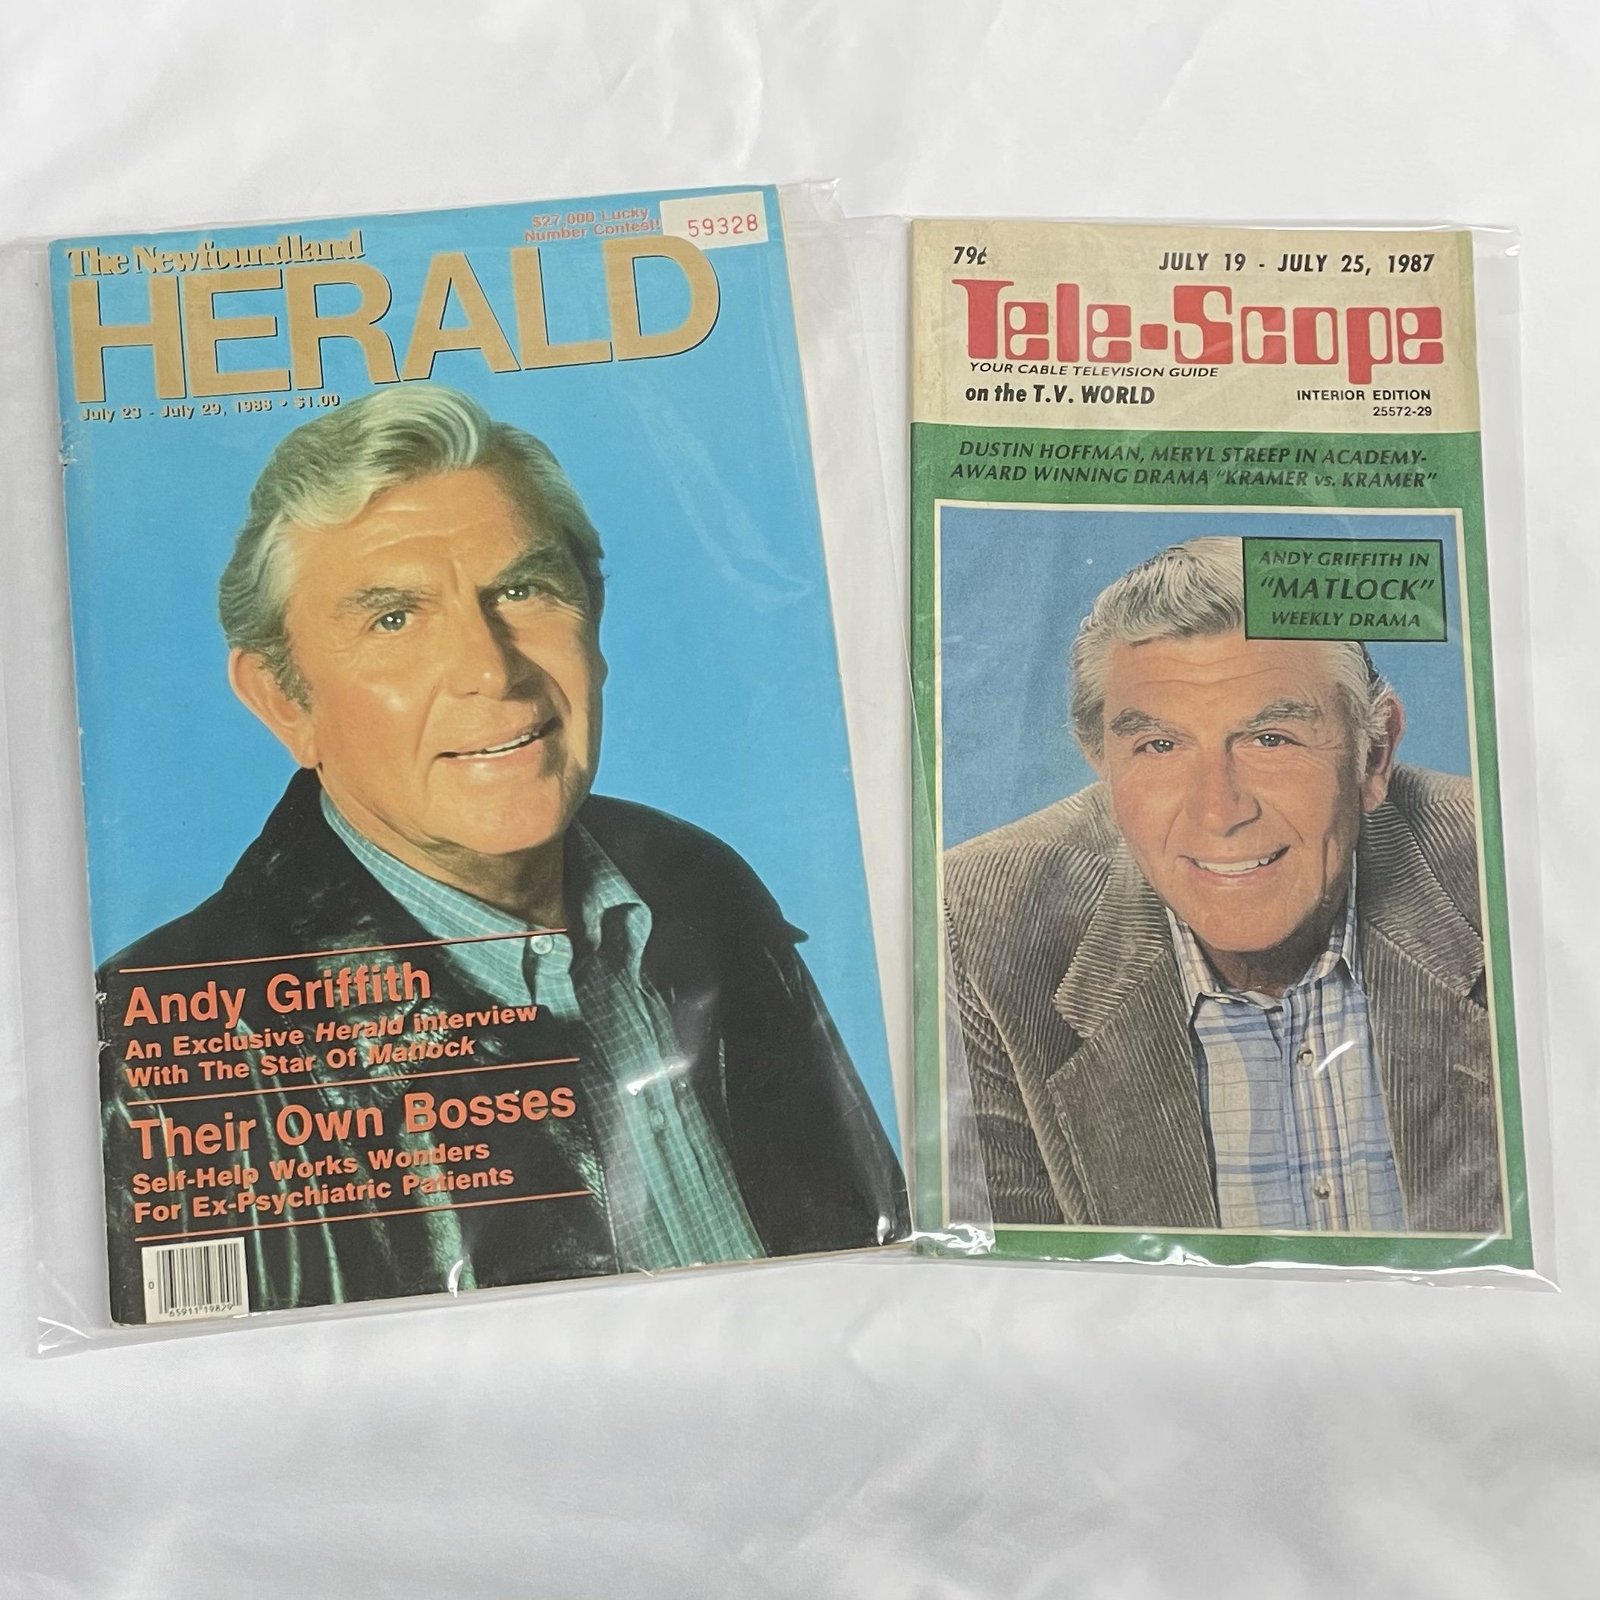 $27,000 Lucky
Number Contest!!
59328
The Newfoundland
HERALD
July 23 - July 29, 1988 • $1.00
Andy Griffith
An Exclusive Herald interview
With The Star Of Matlock
Their Own Bosses
Self-Help Works Wonders
For Ex-Psychiatric Patients
0
65911 19829
79¢
JULY 19 - JULY 25, 1987
Tele-Scope
YOUR CABLE TELEVISION GUIDE
on the T.V. WORLD
INTERIOR EDITION
25572-29
DUSTIN HOFFMAN, MERYL STREEP IN ACADEMY-
AWARD WINNING DRAMA "KRAMER vs. KRAMER"
ANDY GRIFFITH IN
"MATLOCK"
WEEKLY DRAMA